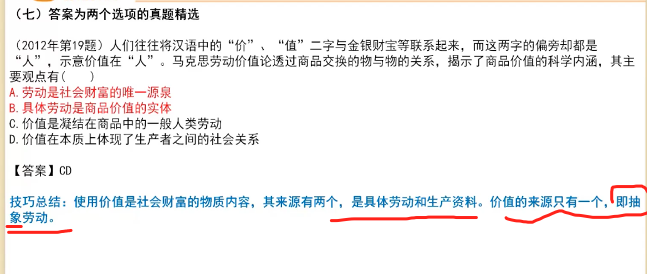 （七）答案为两个选项的真题精选
（2012年第19题）人们往往将汉语中的“价”、“值”二字与金银财宝等联系起来，而这两字的偏旁却都是
“人”，示意价值在“人”。马克思劳动价值论透过商品交换的物与物的关系，揭示了商品价值的科学内涵，其主
要观点有(　　)
A.劳动是社会财富的唯一源泉
B.具体劳动是商品价值的实体
C.价值是凝结在商品中的一般人类劳动
D.价值在本质上体现了生产者之间的社会关系
【答案】CD
技巧总结：使用价值是社会财富的物质内容，其来源有两个，是具体劳动和生产资料。价值的来源只有一个，即抽
象劳动。